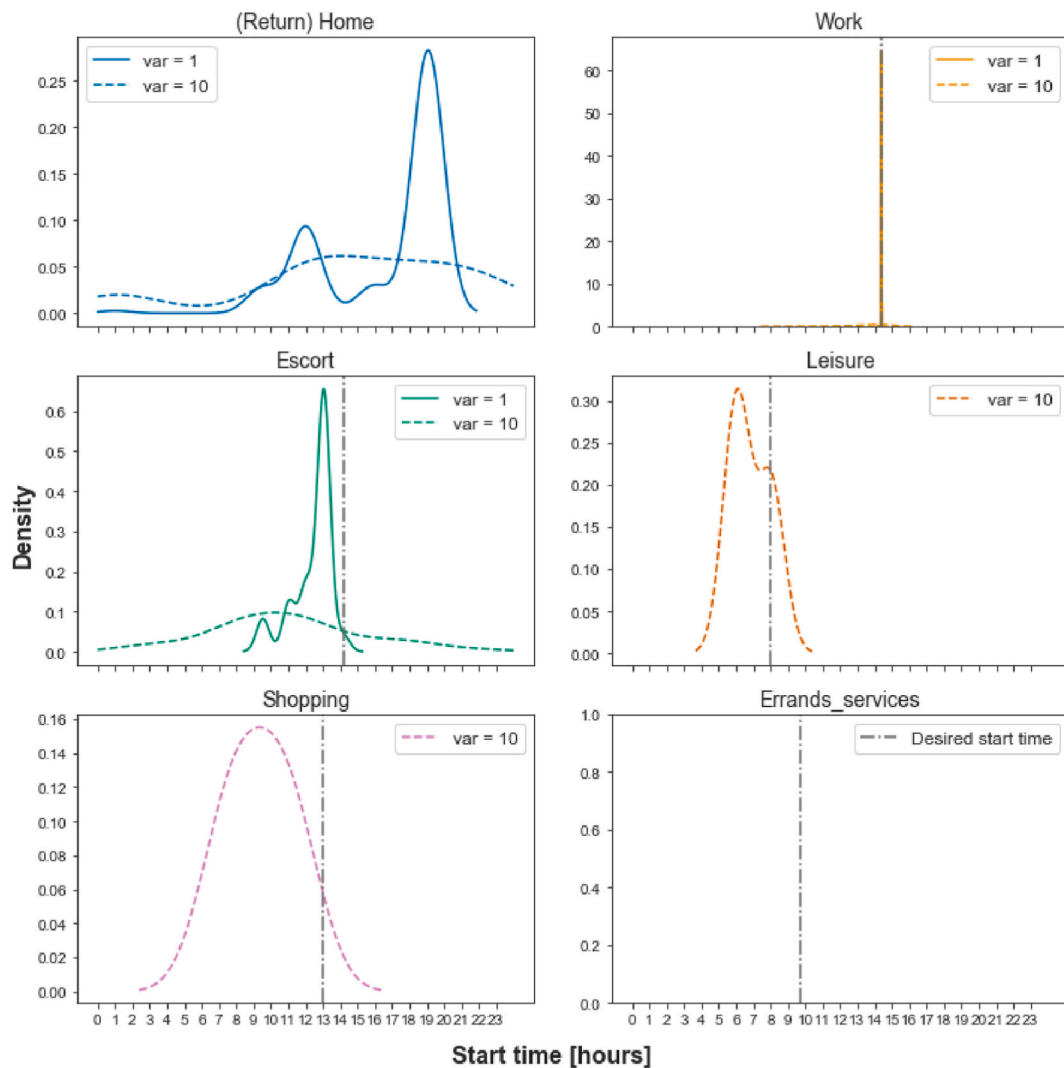 (Return) Home
var = 1
var = 10
0.25
0.20
0.15
0.10
0.05
0.00
Work
var = 1
var = 10
60
50
40
30
20
10
0
Escort
var = 1
var = 10
0.6
0.5
0.4
0.3
0.2
0.1
0.0
Leisure
var = 10
0.30
0.25
0.20
0.15
0.10
0.05
0.00
Density
Shopping
var = 10
0.16
0.14
0.12
0.10
0.08
0.06
0.04
0.02
0.00
0 1 2 3 4 5 6 7 8 9 10 11 12 13 14 15 16 17 18 19 20 21 22 23
Errands_services
Desired start time
1.0
0.8
0.6
0.4
0.2
0.0
0 1 2 3 4 5 6 7 8 9 10 11 12 13 14 15 16 17 18 19 20 21 22 23
Start time [hours]